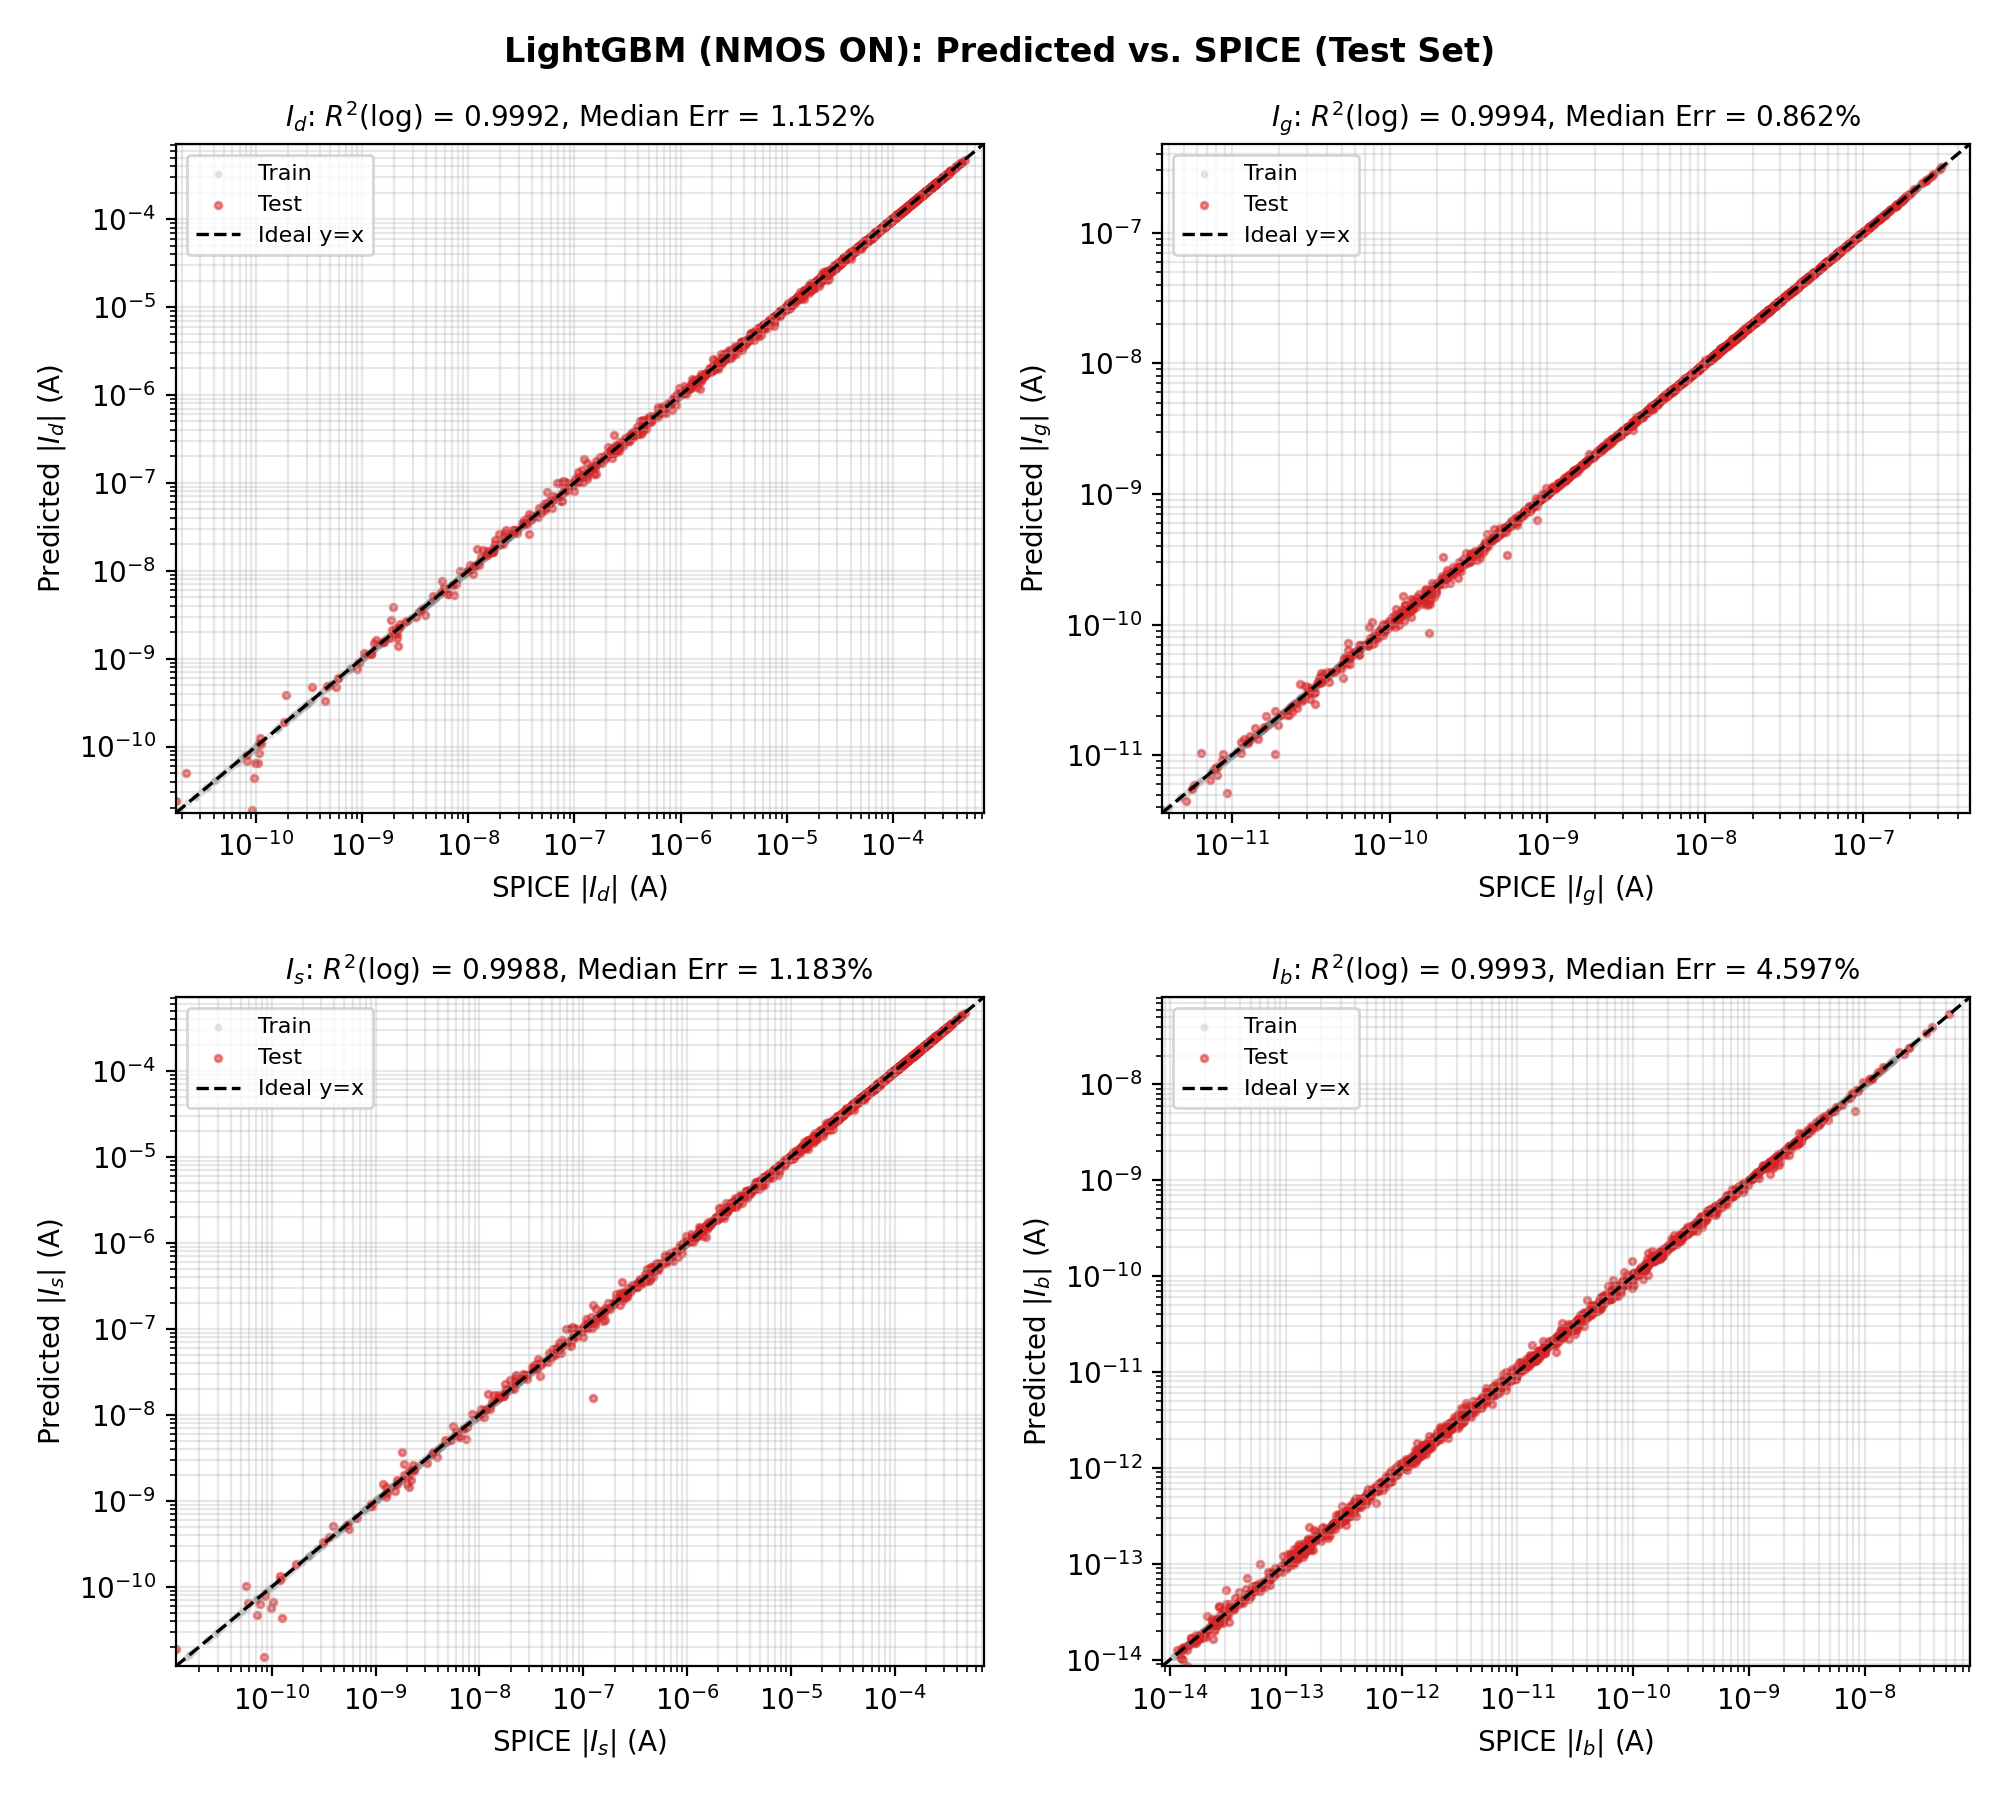 LightGBM (NMOS ON): Predicted vs. SPICE (Test Set)
I_d: R²(log) = 0.9992, Median Err = 1.152%
Train
Test
Ideal y=x
10⁻⁴
10⁻⁵
10⁻⁶
10⁻⁷
10⁻⁸
10⁻⁹
10⁻¹⁰
Predicted |I_d| (A)
10⁻¹⁰ 10⁻⁹ 10⁻⁸ 10⁻⁷ 10⁻⁶ 10⁻⁵ 10⁻⁴
SPICE |I_d| (A)
I_g: R²(log) = 0.9994, Median Err = 0.862%
Train
Test
Ideal y=x
10⁻⁷
10⁻⁸
10⁻⁹
10⁻¹⁰
10⁻¹¹
Predicted |I_g| (A)
10⁻¹¹ 10⁻¹⁰ 10⁻⁹ 10⁻⁸ 10⁻⁷
SPICE |I_g| (A)
I_s: R²(log) = 0.9988, Median Err = 1.183%
Train
Test
Ideal y=x
10⁻⁴
10⁻⁵
10⁻⁶
10⁻⁷
10⁻⁸
10⁻⁹
10⁻¹⁰
Predicted |I_s| (A)
10⁻¹⁰ 10⁻⁹ 10⁻⁸ 10⁻⁷ 10⁻⁶ 10⁻⁵ 10⁻⁴
SPICE |I_s| (A)
I_b: R²(log) = 0.9993, Median Err = 4.597%
Train
Test
Ideal y=x
10⁻⁸
10⁻⁹
10⁻¹⁰
10⁻¹¹
10⁻¹²
10⁻¹³
10⁻¹⁴
Predicted |I_b| (A)
10⁻¹⁴ 10⁻¹³ 10⁻¹² 10⁻¹¹ 10⁻¹⁰ 10⁻⁹ 10⁻⁸
SPICE |I_b| (A)